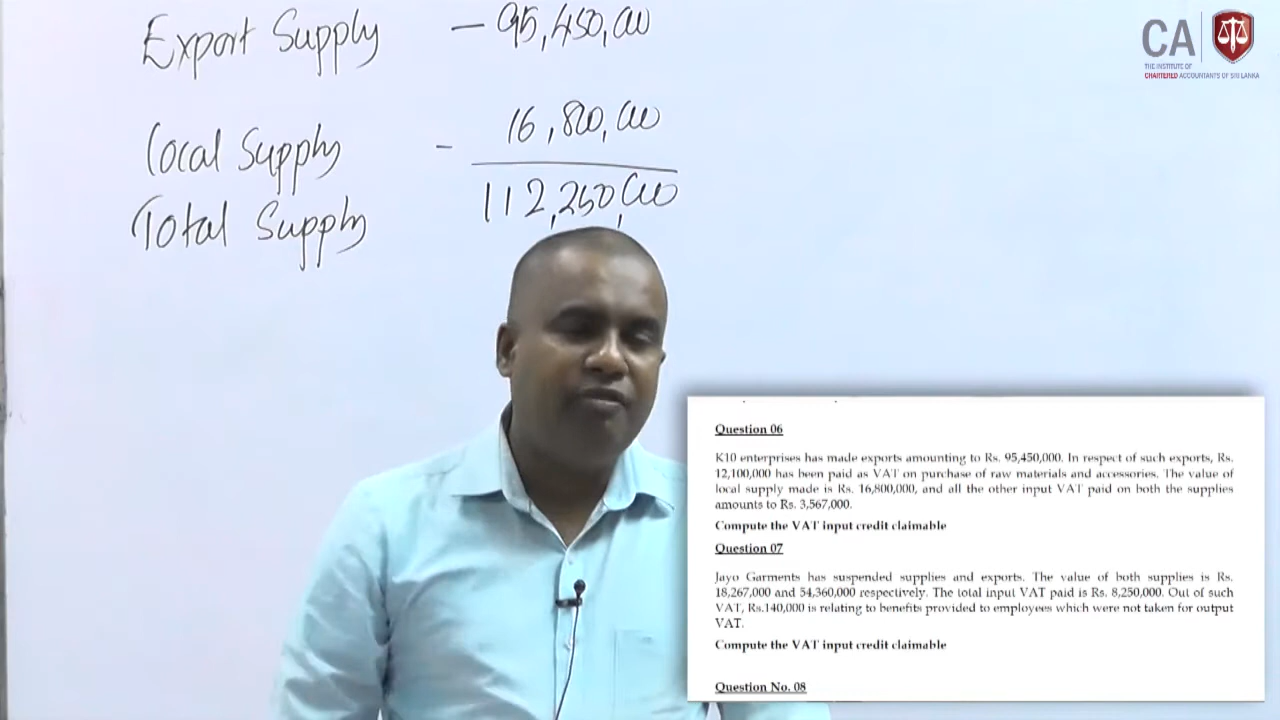 Export Supply – 95,450,000
CA
THE INSTITUTE OF
CHARTERED ACCOUNTANTS OF SRI LANKA
Local Supply - 16,800,000
Total Supply 112,250,000
Question 06
K10 enterprises has made exports amounting to Rs. 95,450,000. In respect of such exports, Rs.
12,100,000 has been paid as VAT on purchase of raw materials and accessories. The value of
local supply made is Rs. 16,800,000, and all the other input VAT paid on both the supplies
amounts to Rs. 3,567,000.
Compute the VAT input credit claimable
Question 07
Jayo Garments has suspended supplies and exports. The value of both supplies is Rs.
18,267,000 and 54,360,000 respectively. The total input VAT paid is Rs. 8,250,000. Out of such
VAT, Rs.140,000 is relating to benefits provided to employees which were not taken for output
VAT.
Compute the VAT input credit claimable
Question No. 08